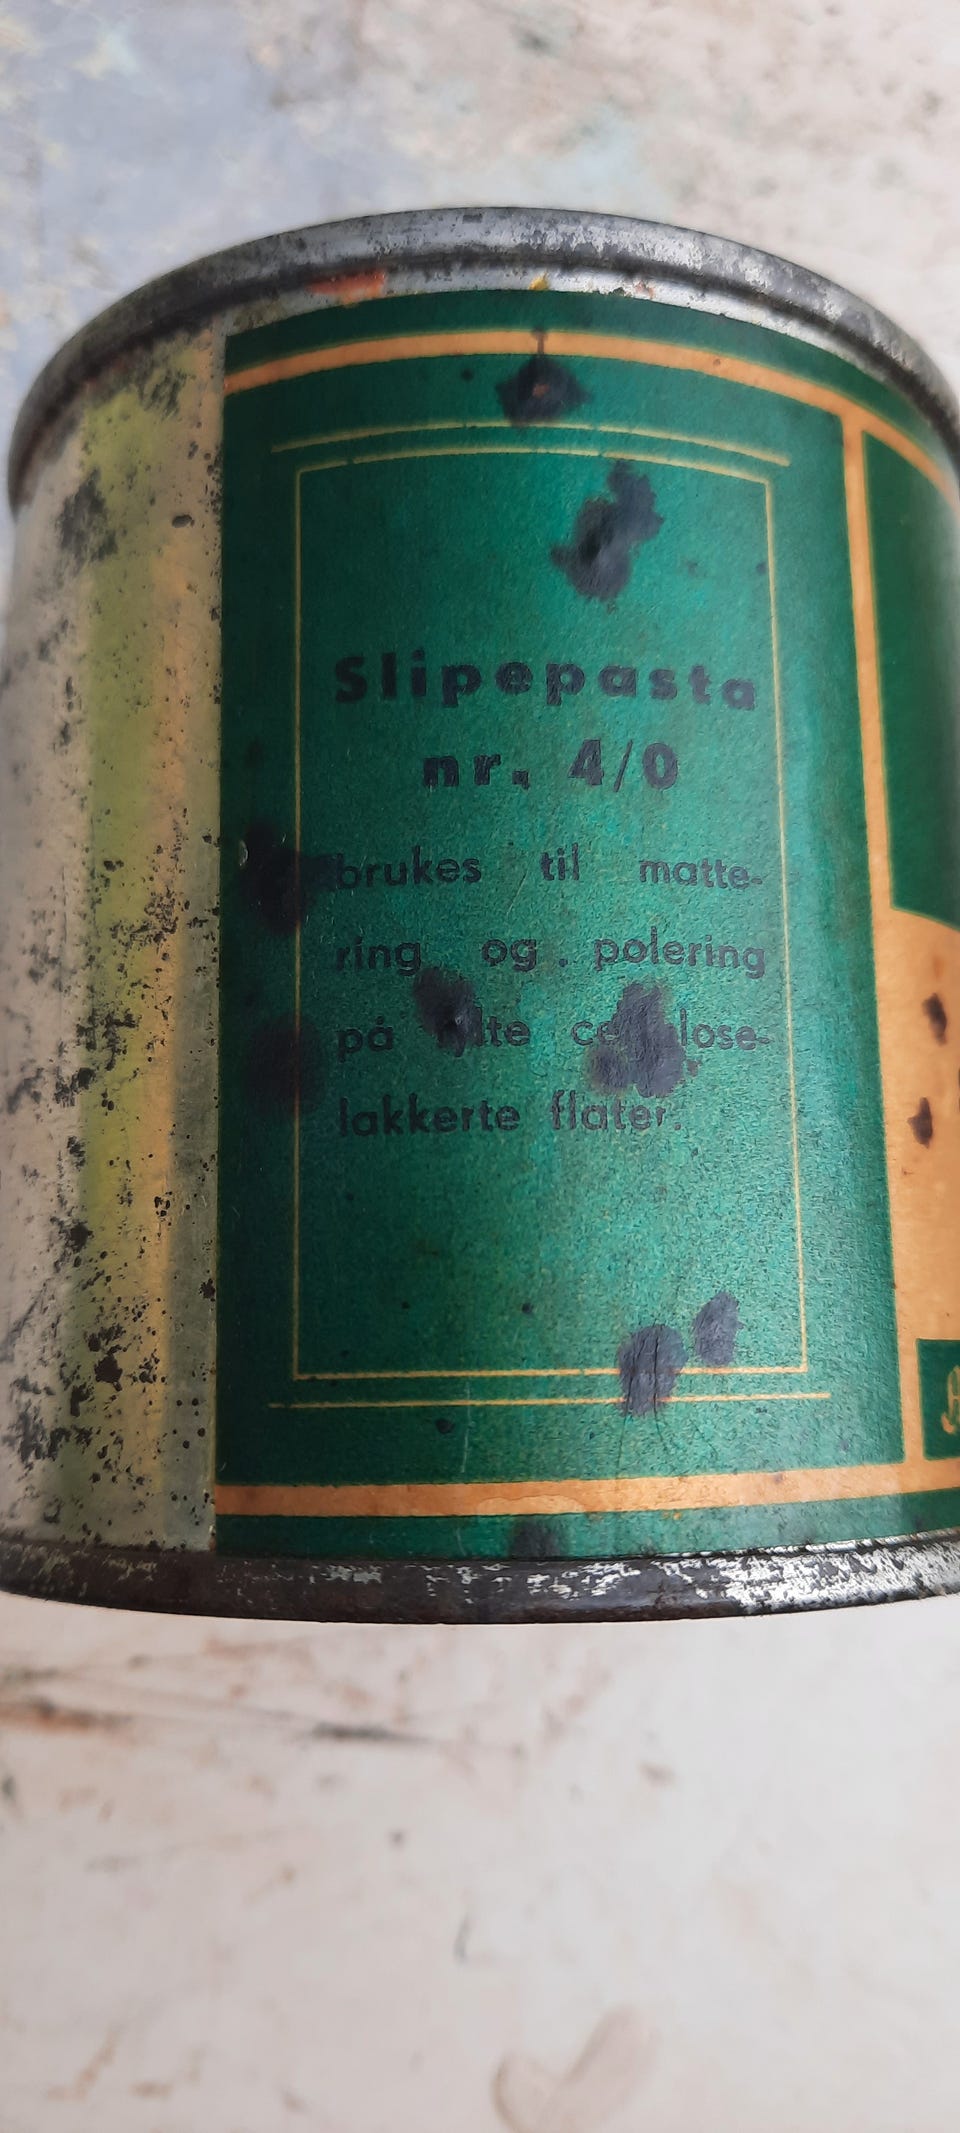 Slipepasta
nr. 4/0
brukes til matte-
ring og polering
på
lakkerte flater.